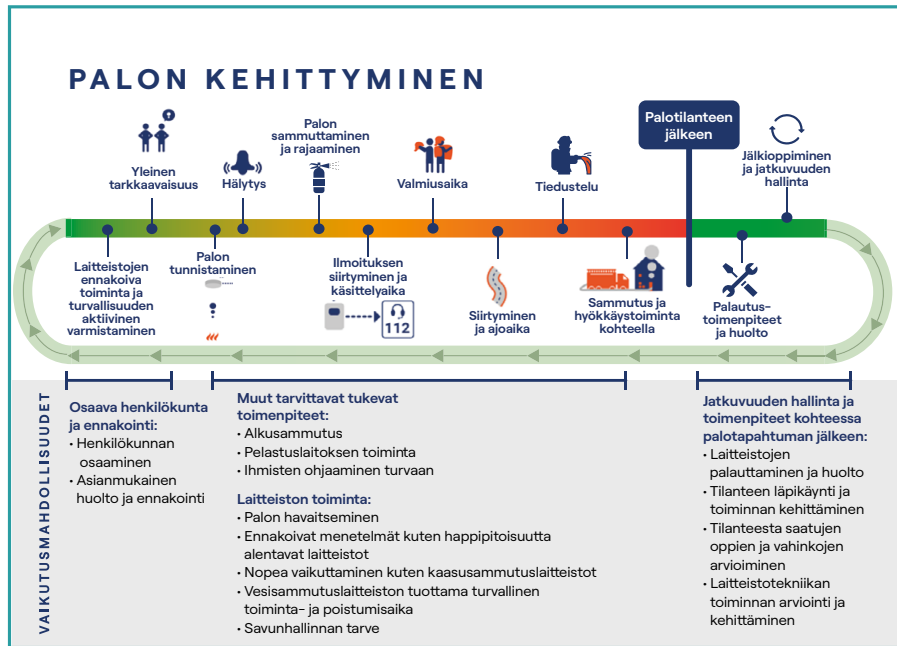 PALON KEHITTYMINEN
Yleinen
tarkkaavaisuus
Hälytys
Palon
sammuttaminen
ja rajaaminen
Valmiusaika
Tiedustelu
Palotilanteen
jälkeen
Jälkioppiminen
ja jatkuvuuden
hallinta
Laitteistojen
ennakoiva
toiminta ja
turvallisuuden
aktiivinen
varmistaminen
Palon
tunnistaminen
Ilmoituksen
siirtyminen ja
käsittelyaika
112
Siirtyminen
ja ajoaika
Sammutus ja
hyökkäystoiminta
kohteella
Palautus-
toimenpiteet
ja huolto
VAIKUTUSMAHDOLLISUUDET
Osaava henkilökunta
ja ennakointi:
• Henkilökunnan
osaaminen
• Asianmukainen
huolto ja ennakointi
Muut tarvittavat tukevat
toimenpiteet:
• Alkusammutus
• Pelastuslaitoksen toiminta
• Ihmisten ohjaaminen turvaan
Laitteiston toiminta:
• Palon havaitseminen
• Ennakoivat menetelmät kuten happipitoisuutta
alentavat laitteistot
• Nopea vaikuttaminen kuten kaasusammutuslaitteistot
• Vesisammutuslaitteiston tuottama turvallinen
toiminta- ja poistumisaika
• Savunhallinnan tarve
Jatkuvuuden hallinta ja
toimenpiteet kohteessa
palotapahtuman jälkeen:
• Laitteistojen
palauttaminen ja huolto
• Tilanteen läpikäynti ja
toiminnan kehittäminen
• Tilanteesta saatujen
oppien ja vahinkojen
arvioiminen
• Laitteistotekniikan
toiminnan arviointi ja
kehittäminen